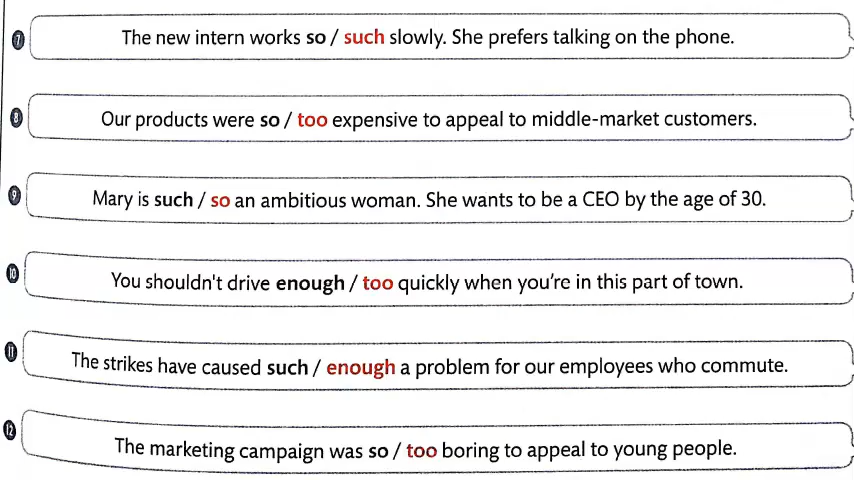 7 The new intern works so / such slowly. She prefers talking on the phone.
8 Our products were so / too expensive to appeal to middle-market customers.
9 Mary is such / so an ambitious woman. She wants to be a CEO by the age of 30.
10 You shouldn't drive enough / too quickly when you're in this part of town.
11 The strikes have caused such / enough a problem for our employees who commute.
12 The marketing campaign was so / too boring to appeal to young people.